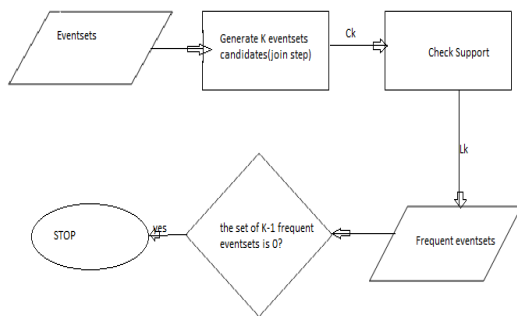 Eventsets
Generate K eventsets
candidates(join step)
Ck
Check Support
Lk
Frequent eventsets
the set of K-1 frequent
eventsets is 0?
yes
STOP